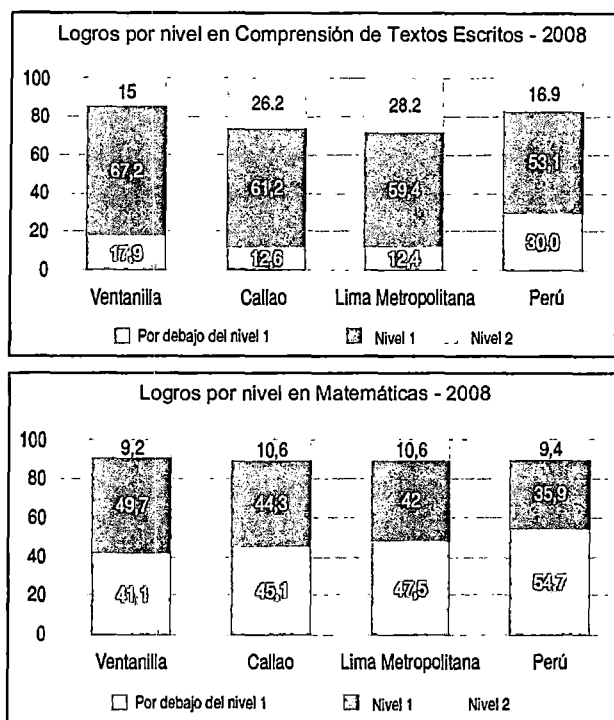 Logros por nivel en Comprensión de Textos Escritos - 2008
100
80
60
40
20
0
15
26.2
28.2
16.9
67,2
61,2
59,4
53,1
17,9
12,6
12,4
30,0
Ventanilla
Callao
Lima Metropolitana
Perú
Por debajo del nivel 1
Nivel 1
Nivel 2
Logros por nivel en Matemáticas - 2008
100
80
60
40
20
0
9,2
10,6
10,6
9,4
49,7
44,3
42
35,9
41,1
45,1
47,5
54,7
Ventanilla
Callao
Lima Metropolitana
Perú
Por debajo del nivel 1
Nivel 1
Nivel 2